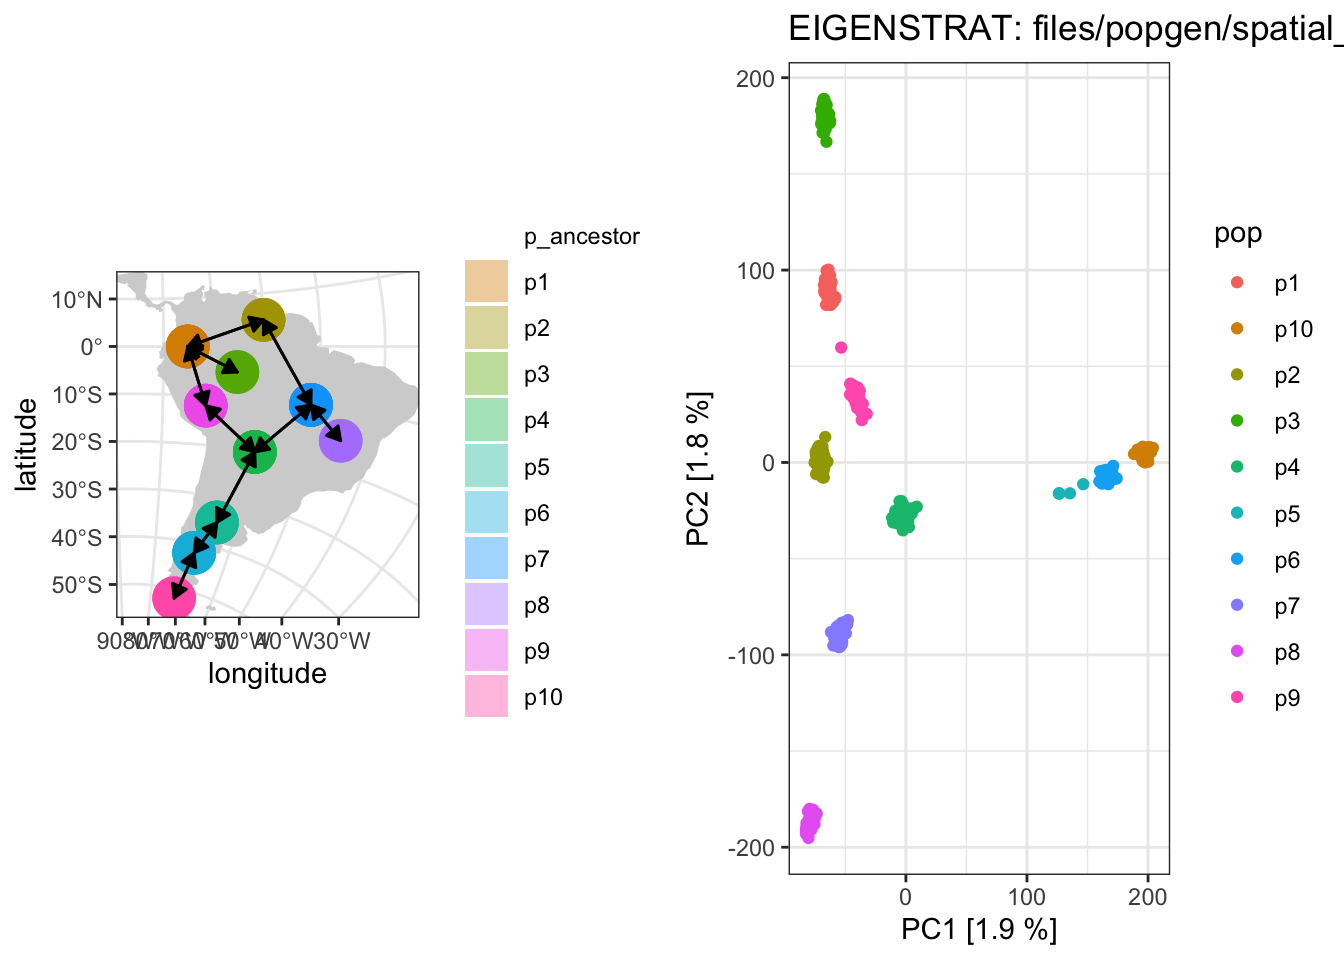 EIGENSTRAT: files/popgen/spatial_
p_ancestor
p1
p2
p3
p4
p5
p6
p7
p8
p9
p10
10°N
0°
10°S
20°S
30°S
40°S
50°S
latitude
40°W
30°W
longitude
200
100
0
-100
-200
PC2 [1.8 %]
0
100
200
PC1 [1.9 %]
pop
p1
p10
p2
p3
p4
p5
p6
p7
p8
p9